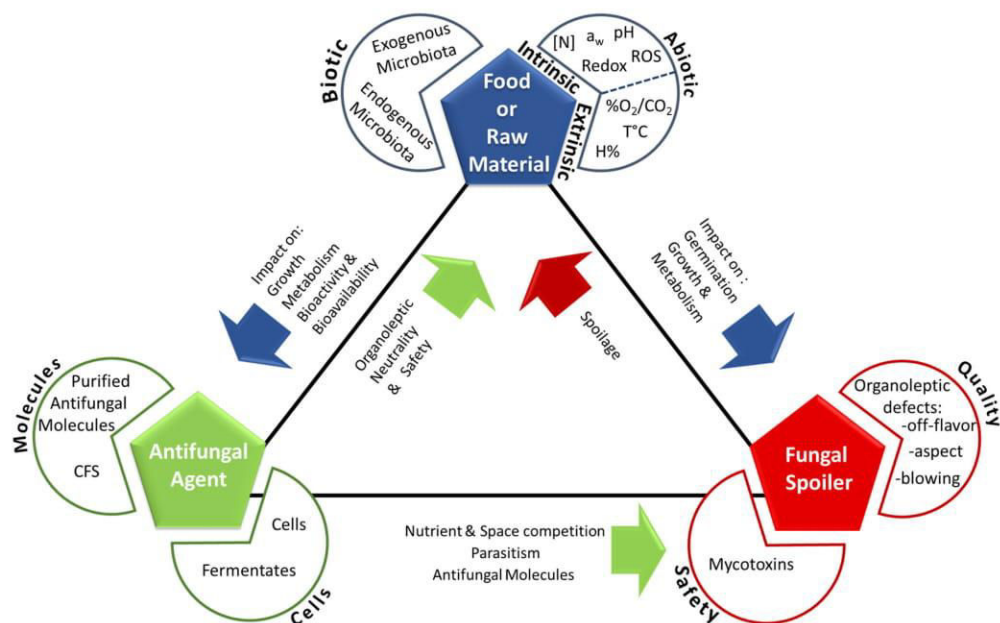 Biotic
Exogenous
Microbiota
Endogenous
Microbiota
Food
or
Raw
Material
Intrinsic
Extrinsic
Abiotic
[N] aw pH
Redox ROS
%O2/CO2
T°C
H%
Impact on:
Growth
Metabolism
Bioactivity &
Bioavailability
Organoleptic
Neutrality
& Safety
Spoilage
Impact on :
Germination
Growth &
Metabolism
Molecules
Purified
Antifungal
Molecules
CFS
Antifungal
Agent
Cells
Fermentates
Cells
Nutrient & Space competition
Parasitism
Antifungal Molecules
Fungal
Spoiler
Quality
Organoleptic
defects:
-off-flavor
-aspect
-blowing
Mycotoxins
Safety